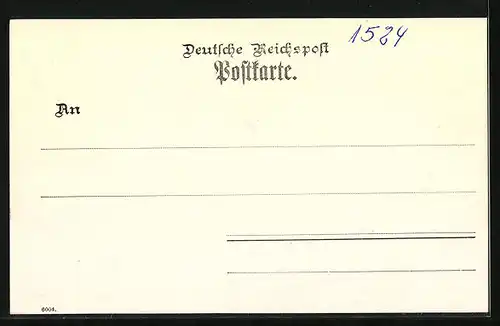 1524
Deutsche Reichspost
Postkarte.
An
6004.